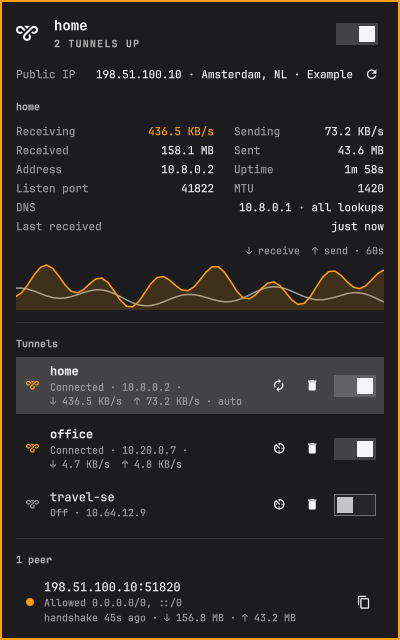 home
2 TUNNELS UP
Public IP 198.51.100.10 · Amsterdam, NL · Example
home
Receiving 436.5 KB/s Sending 73.2 KB/s
Received 158.1 MB Sent 43.6 MB
Address 10.8.0.2 Uptime 1m 58s
Listen port 41822 MTU 1420
DNS 10.8.0.1 · all lookups
Last received just now
↓ receive ↑ send · 60s
Tunnels
home
Connected · 10.8.0.2 ·
↓ 436.5 KB/s ↑ 73.2 KB/s · auto
office
Connected · 10.20.0.7 ·
↓ 4.7 KB/s ↑ 4.8 KB/s
travel-se
Off · 10.64.12.9
1 peer
198.51.100.10:51820
Allowed 0.0.0.0/0, ::/0
handshake 45s ago · ↓ 156.8 MB · ↑ 43.2 MB